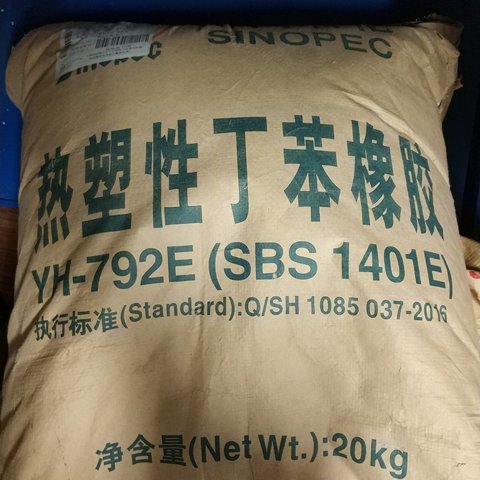 SINOPEC
Sinopec
热塑性丁苯橡胶
YH-792E (SBS 1401E)
执行标准(Standard):Q/SH 1085 037-2016
净含量(Net Wt.):20kg